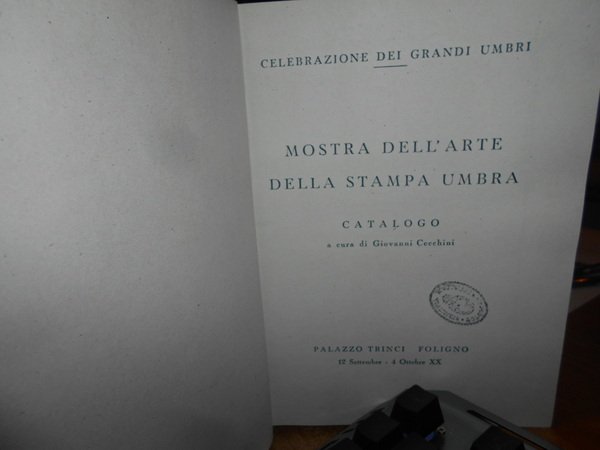 CELEBRAZIONE DEI GRANDI UMBRI
MOSTRA DELL'ARTE
DELLA STAMPA UMBRA
CATALOGO
a cura di Giovanni Cecchini
PALAZZO TRINCI FOLIGNO
12 Settembre - 4 Ottobre XX